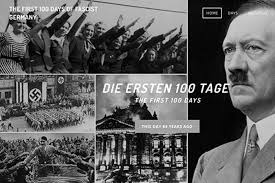 THE FIRST 100 DAYS OF FASCIST
GERMANY
HOME
DAYS
DIE ERSTEN 100 TAGE
THE FIRST 100 DAYS
THIS DAY 85 YEARS AGO